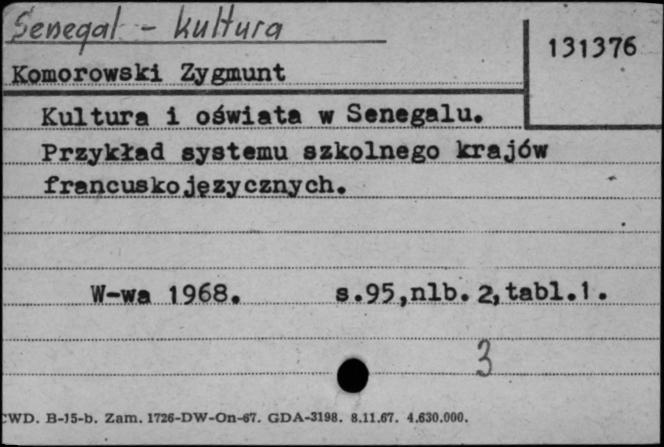 Senegal - kultura
131376
Komorowski Zygmunt
Kultura i oświata w Senegalu.
Przykład systemu szkolnego krajów
francuskojęzycznych.
W-wa 1968. s.95,nlb.2,tabl.1.
3
CWD. B-15-b. Zam. 1726-DW-On-67. GDA-3198. 8.11.67. 4.630.000.